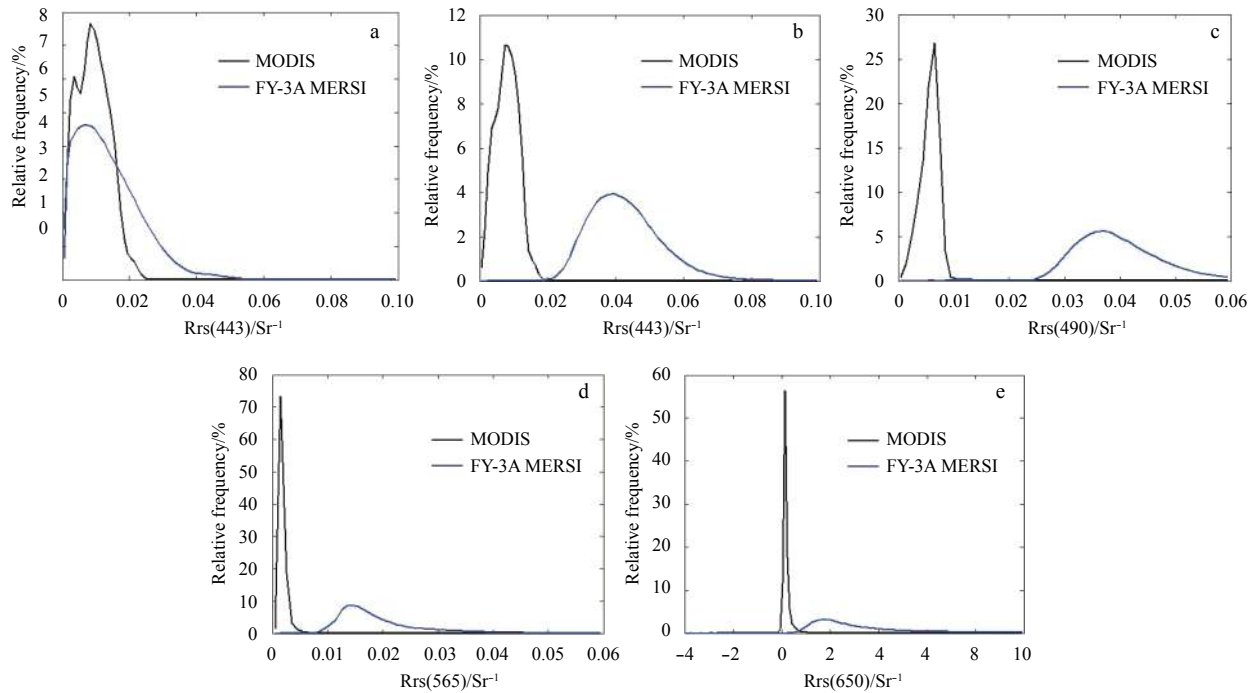 a
8
7
6
5
4
3
2
1
0
Relative frequency/%
MODIS
FY-3A MERSI
0 0.02 0.04 0.06 0.08 0.10
Rrs(443)/Sr⁻¹
b
12
10
8
6
4
2
0
Relative frequency/%
MODIS
FY-3A MERSI
0 0.02 0.04 0.06 0.08 0.10
Rrs(443)/Sr⁻¹
c
30
25
20
15
10
5
0
Relative frequency/%
MODIS
FY-3A MERSI
0 0.01 0.02 0.03 0.04 0.06
Rrs(490)/Sr⁻¹
d
80
70
60
50
40
30
20
10
0
Relative frequency/%
MODIS
FY-3A MERSI
0 0.01 0.02 0.03 0.04 0.06 0.06
Rrs(565)/Sr⁻¹
e
60
50
40
30
20
10
0
Relative frequency/%
MODIS
FY-3A MERSI
−4 −2 0 2 4 6 8 10
Rrs(650)/Sr⁻¹